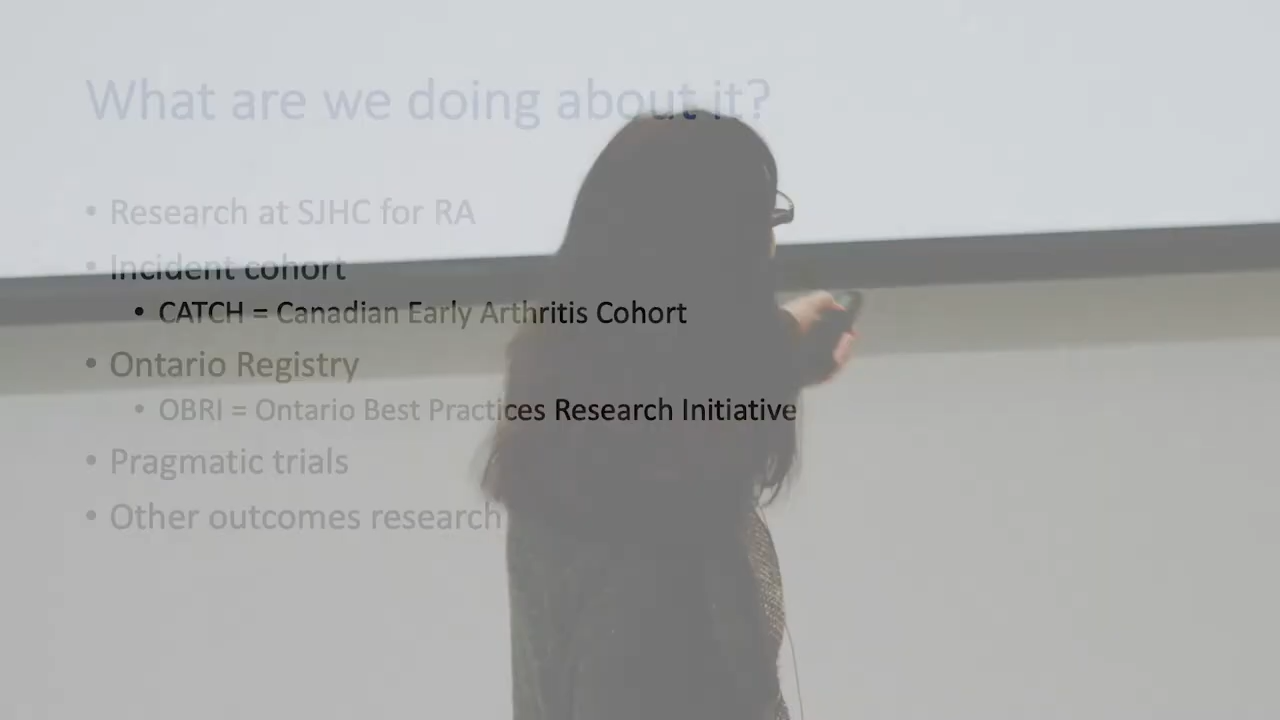 What are we doing about it?
• Research at SJHC for RA
• Incident cohort
• CATCH = Canadian Early Arthritis Cohort
• Ontario Registry
• OBRI = Ontario Best Practices Research Initiative
• Pragmatic trials
• Other outcomes research